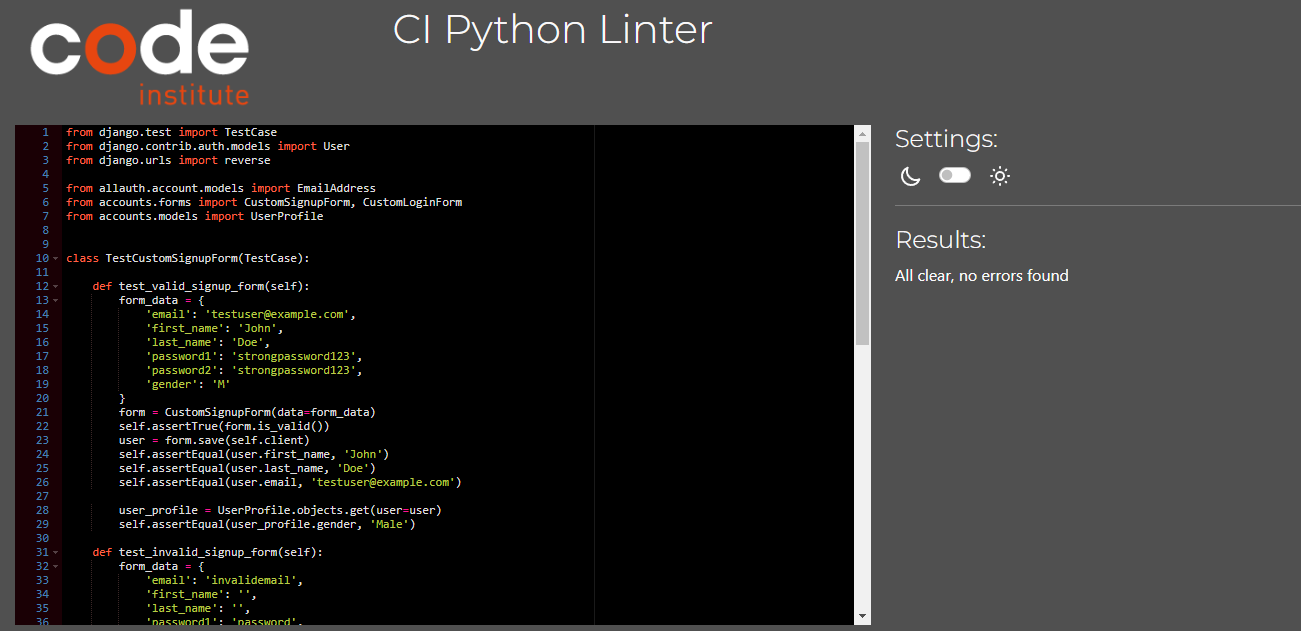 code
institute
CI Python Linter
1 from django.test import TestCase
2 from django.contrib.auth.models import User
3 from django.urls import reverse
4
5 from allauth.account.models import EmailAddress
6 from accounts.forms import CustomSignupForm, CustomLoginForm
7 from accounts.models import UserProfile
8
9
10 class TestCustomSignupForm(TestCase):
11
12     def test_valid_signup_form(self):
13         form_data = {
14             'email': 'testuser@example.com',
15             'first_name': 'John',
16             'last_name': 'Doe',
17             'password1': 'strongpassword123',
18             'password2': 'strongpassword123',
19             'gender': 'M'
20         }
21         form = CustomSignupForm(data=form_data)
22         self.assertTrue(form.is_valid())
23         user = form.save(self.client)
24         self.assertEqual(user.first_name, 'John')
25         self.assertEqual(user.last_name, 'Doe')
26         self.assertEqual(user.email, 'testuser@example.com')
27
28         user_profile = UserProfile.objects.get(user=user)
29         self.assertEqual(user_profile.gender, 'Male')
30
31     def test_invalid_signup_form(self):
32         form_data = {
33             'email': 'invalidemail',
34             'first_name': '',
35             'last_name': '',
36             'password1': 'password',
Settings:
Results:
All clear, no errors found